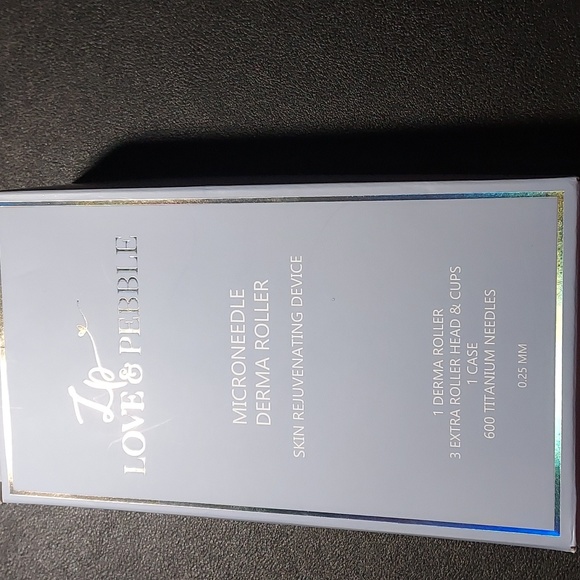 Lp
LOVE & PEBBLE
MICRONEEDLE
DERMA ROLLER
SKIN REJUVENATING DEVICE
1 DERMA ROLLER
3 EXTRA ROLLER HEAD & CUPS
1 CASE
600 TITANIUM NEEDLES
0.25 MM